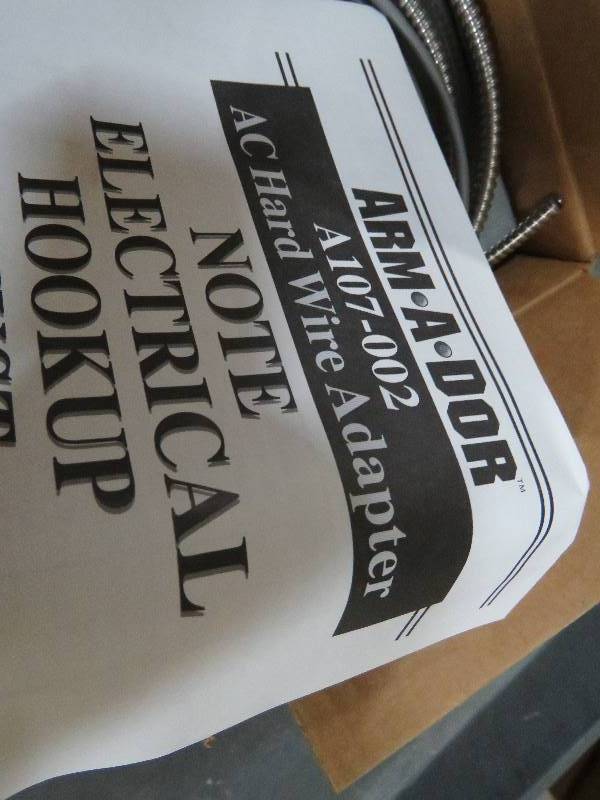 ARM•A•DOR™
A107-002
AC Hard Wire Adapter
NOTE
ELECTRICAL
HOOKUP